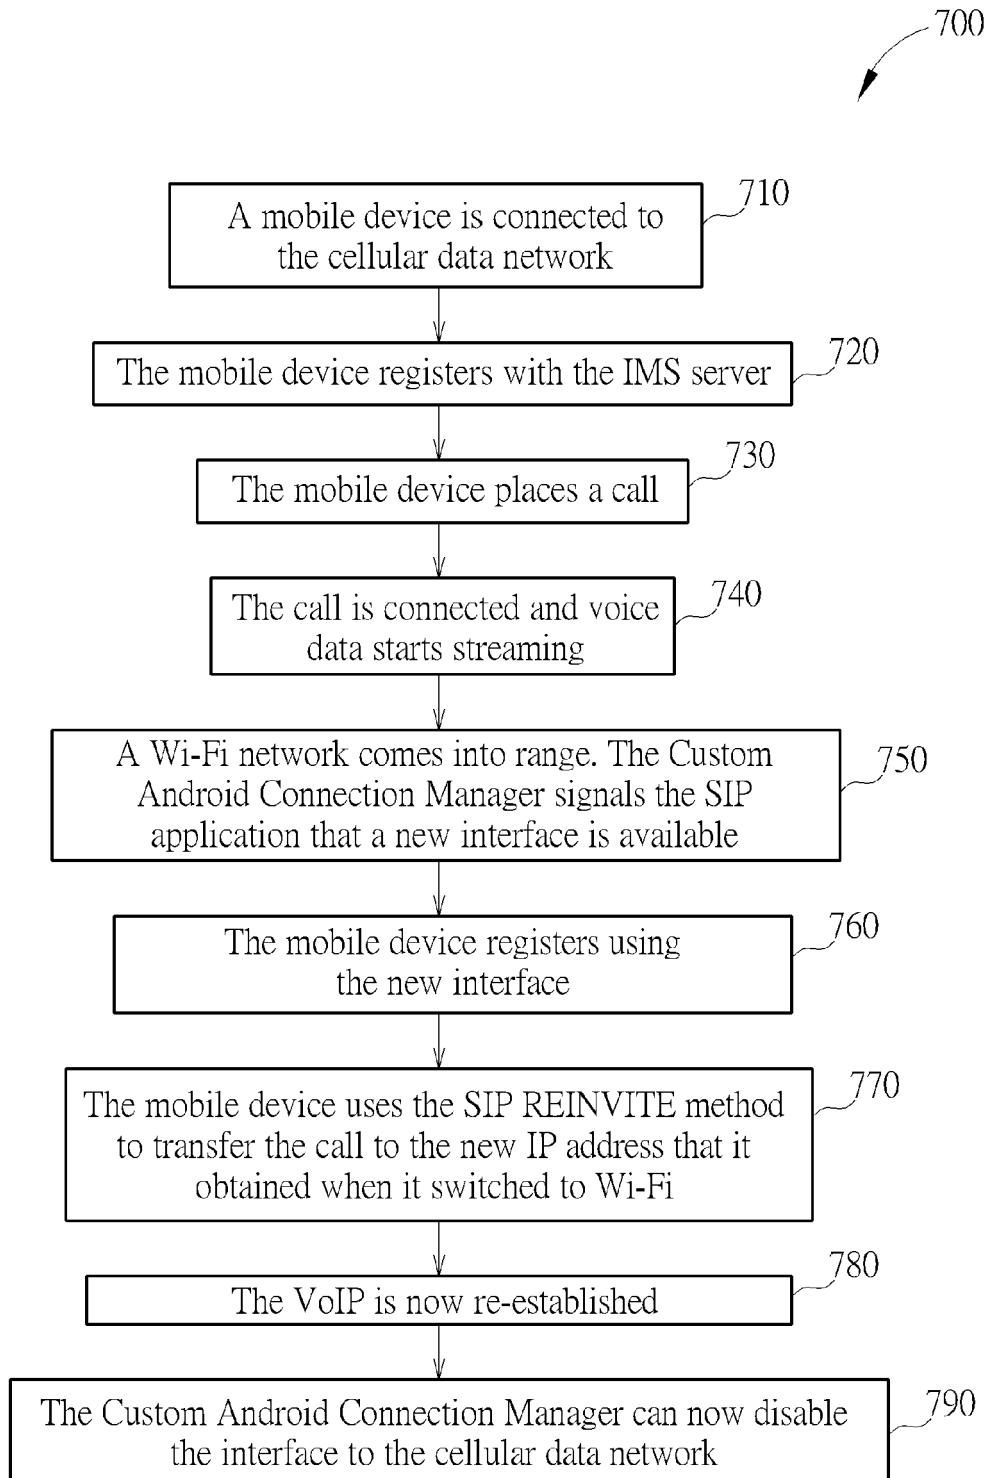 700
710
A mobile device is connected to
the cellular data network
720
The mobile device registers with the IMS server
730
The mobile device places a call
740
The call is connected and voice
data starts streaming
750
A Wi-Fi network comes into range. The Custom
Android Connection Manager signals the SIP
application that a new interface is available
760
The mobile device registers using
the new interface
770
The mobile device uses the SIP REINVITE method
to transfer the call to the new IP address that it
obtained when it switched to Wi-Fi
780
The VoIP is now re-established
790
The Custom Android Connection Manager can now disable
the interface to the cellular data network